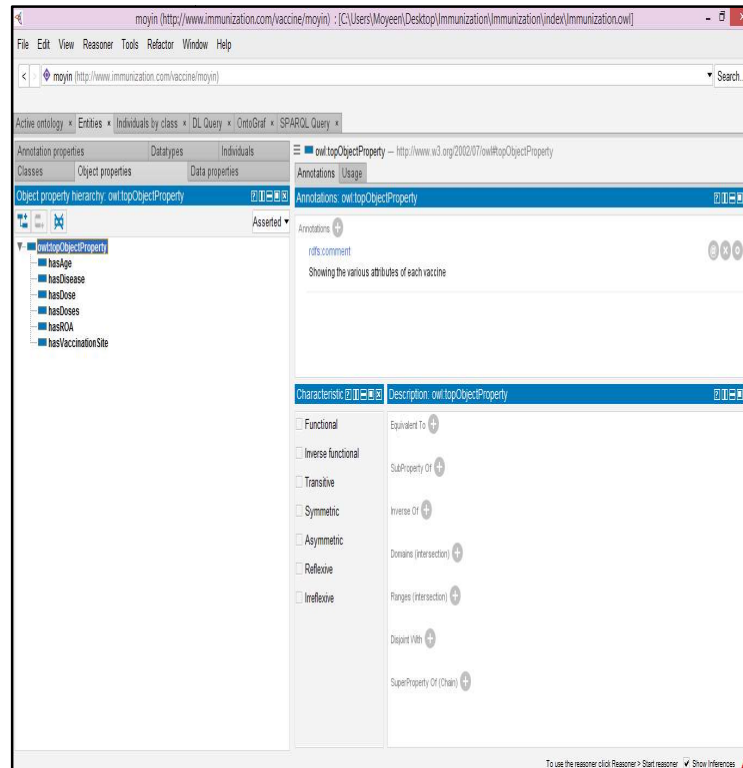 moyin (http://www.immunization.com/vaccine/moyin) : [C:\Users\Moyeen\Desktop\Immunization\Immunization\index\Immunization.owl]
File Edit View Reasoner Tools Refactor Window Help
moyin (http://www.immunization.com/vaccine/moyin)
Search...
Active ontology Entities Individuals by class DL Query OntoGraf SPARQL Query
Annotation properties Datatypes Individuals
Classes Object properties Data properties
Object property hierarchy: owl:topObjectProperty
Asserted
owl:topObjectProperty
hasAge
hasDisease
hasDose
hasDoses
hasROA
hasVaccinationSite
owl:topObjectProperty — http://www.w3.org/2002/07/owl#topObjectProperty
Annotations Usage
Annotations: owl:topObjectProperty
Annotations
rdfs:comment
Showing the various attributes of each vaccine
Characteristic
Functional
Inverse functional
Transitive
Symmetric
Asymmetric
Reflexive
Irreflexive
Description: owl:topObjectProperty
Equivalent To
SubProperty Of
Inverse Of
Domains (intersection)
Ranges (intersection)
Disjoint With
SuperProperty Of (Chain)
To use the reasoner click Reasoner > Start reasoner Show Inferences